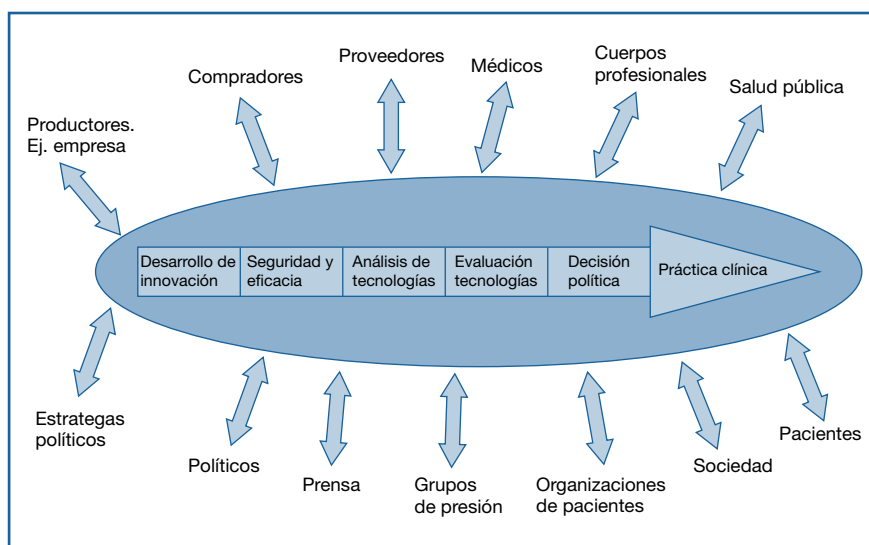 Productores.
Ej. empresa
Compradores
Proveedores
Médicos
Cuerpos
profesionales
Salud pública
Desarrollo de
innovación
Seguridad y
eficacia
Análisis de
tecnologías
Evaluación
tecnologías
Decisión
política
Práctica clínica
Estrategas
políticos
Políticos
Prensa
Grupos
de presión
Organizaciones
de pacientes
Sociedad
Pacientes